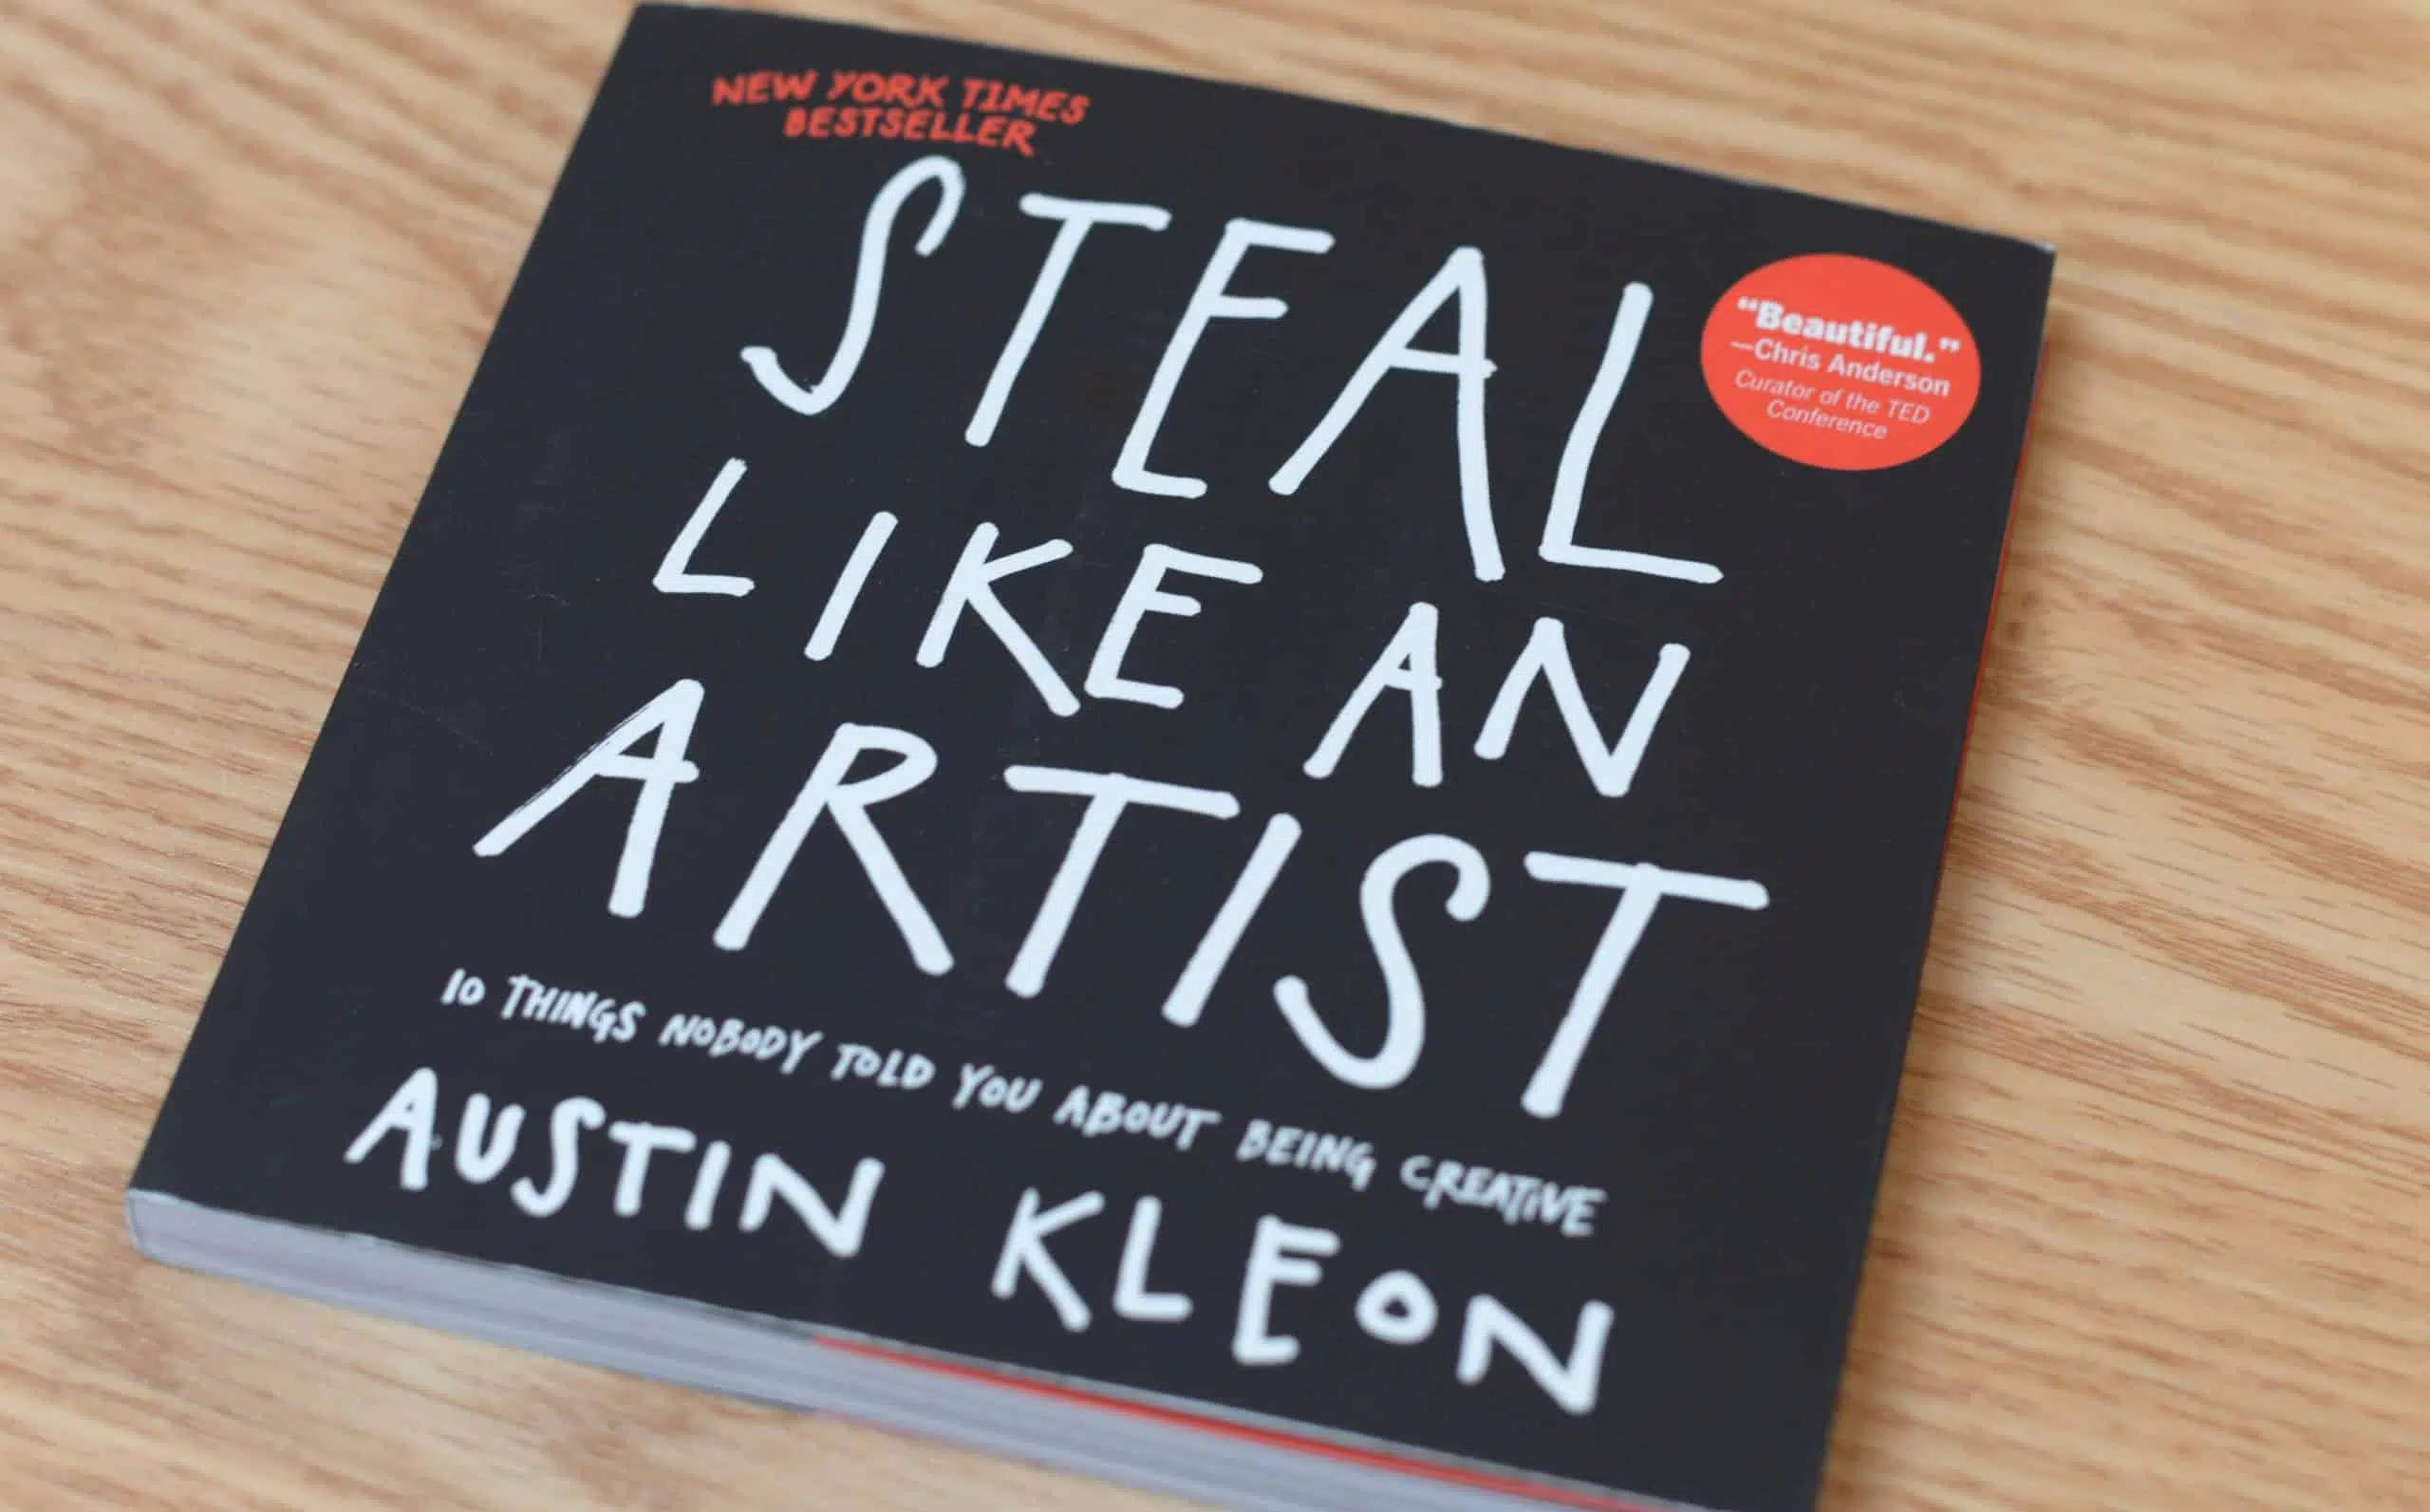 NEW YORK TIMES
BESTSELLER
STEAL
LIKE AN
ARTIST
“Beautiful.”
—Chris Anderson
Curator of the TED
Conference
10 THINGS NOBODY TOLD YOU ABOUT BEING CREATIVE
AUSTIN KLEON